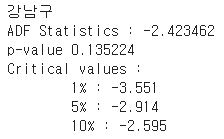 강남구
ADF Statistics : -2.423462
p-value 0.135224
Critical values :
1% : -3.551
5% : -2.914
10% : -2.595